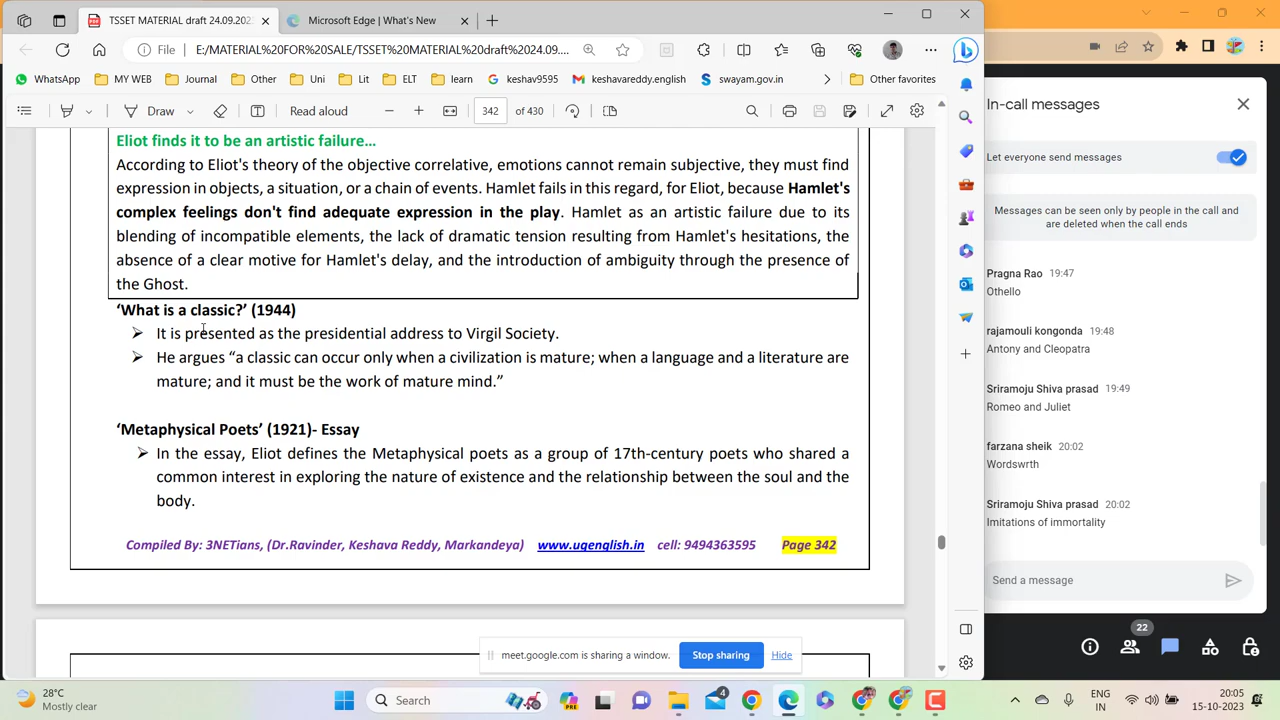 TSSET MATERIAL draft 24.09.202
Microsoft Edge | What's New
File
E:/MATERIAL%20FOR%20SALE/TSSET%20MATERIAL%20draft%2024.09....
WhatsApp
MY WEB
Journal
Other
Uni
Lit
ELT
learn
keshav9595
keshavareddy.english
swayam.gov.in
Other favorites
Draw
Read aloud
342
of 430
Eliot finds it to be an artistic failure...
According to Eliot's theory of the objective correlative, emotions cannot remain subjective, they must find
expression in objects, a situation, or a chain of events. Hamlet fails in this regard, for Eliot, because Hamlet's
complex feelings don't find adequate expression in the play. Hamlet as an artistic failure due to its
blending of incompatible elements, the lack of dramatic tension resulting from Hamlet's hesitations, the
absence of a clear motive for Hamlet's delay, and the introduction of ambiguity through the presence of
the Ghost.
‘What is a classic?’ (1944)
It is presented as the presidential address to Virgil Society.
He argues “a classic can occur only when a civilization is mature; when a language and a literature are
mature; and it must be the work of mature mind.”
‘Metaphysical Poets’ (1921)- Essay
In the essay, Eliot defines the Metaphysical poets as a group of 17th-century poets who shared a
common interest in exploring the nature of existence and the relationship between the soul and the
body.
Compiled By: 3NETians, (Dr.Ravinder, Keshava Reddy, Markandeya) www.ugenglish.in cell: 9494363595 Page 342
meet.google.com is sharing a window.
Stop sharing
Hide
In-call messages
Let everyone send messages
Messages can be seen only by people in the call and
are deleted when the call ends
Pragna Rao 19:47
Othello
rajamouli kongonda 19:48
Antony and Cleopatra
Sriramoju Shiva prasad 19:49
Romeo and Juliet
farzana sheik 20:02
Wordswrth
Sriramoju Shiva prasad 20:02
Imitations of immortality
Send a message
22
28°C
Mostly clear
Search
PRE
4
ENG
IN
20:05
15-10-2023